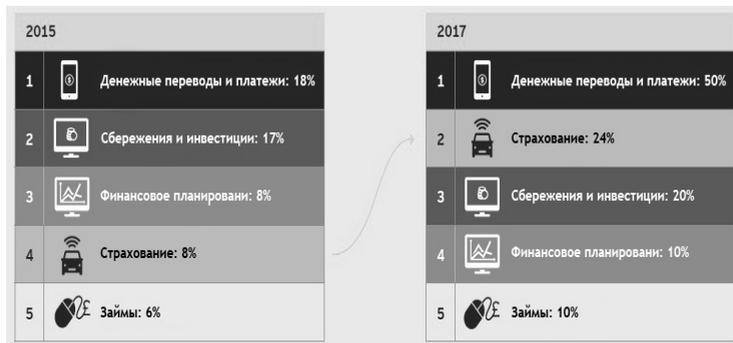 2015
1 Денежные переводы и платежи: 18%
2 Сбережения и инвестиции: 17%
3 Финансовое планировани: 8%
4 Страхование: 8%
5 Займы: 6%
2017
1 Денежные переводы и платежи: 50%
2 Страхование: 24%
3 Сбережения и инвестиции: 20%
4 Финансовое планировани: 10%
5 Займы: 10%